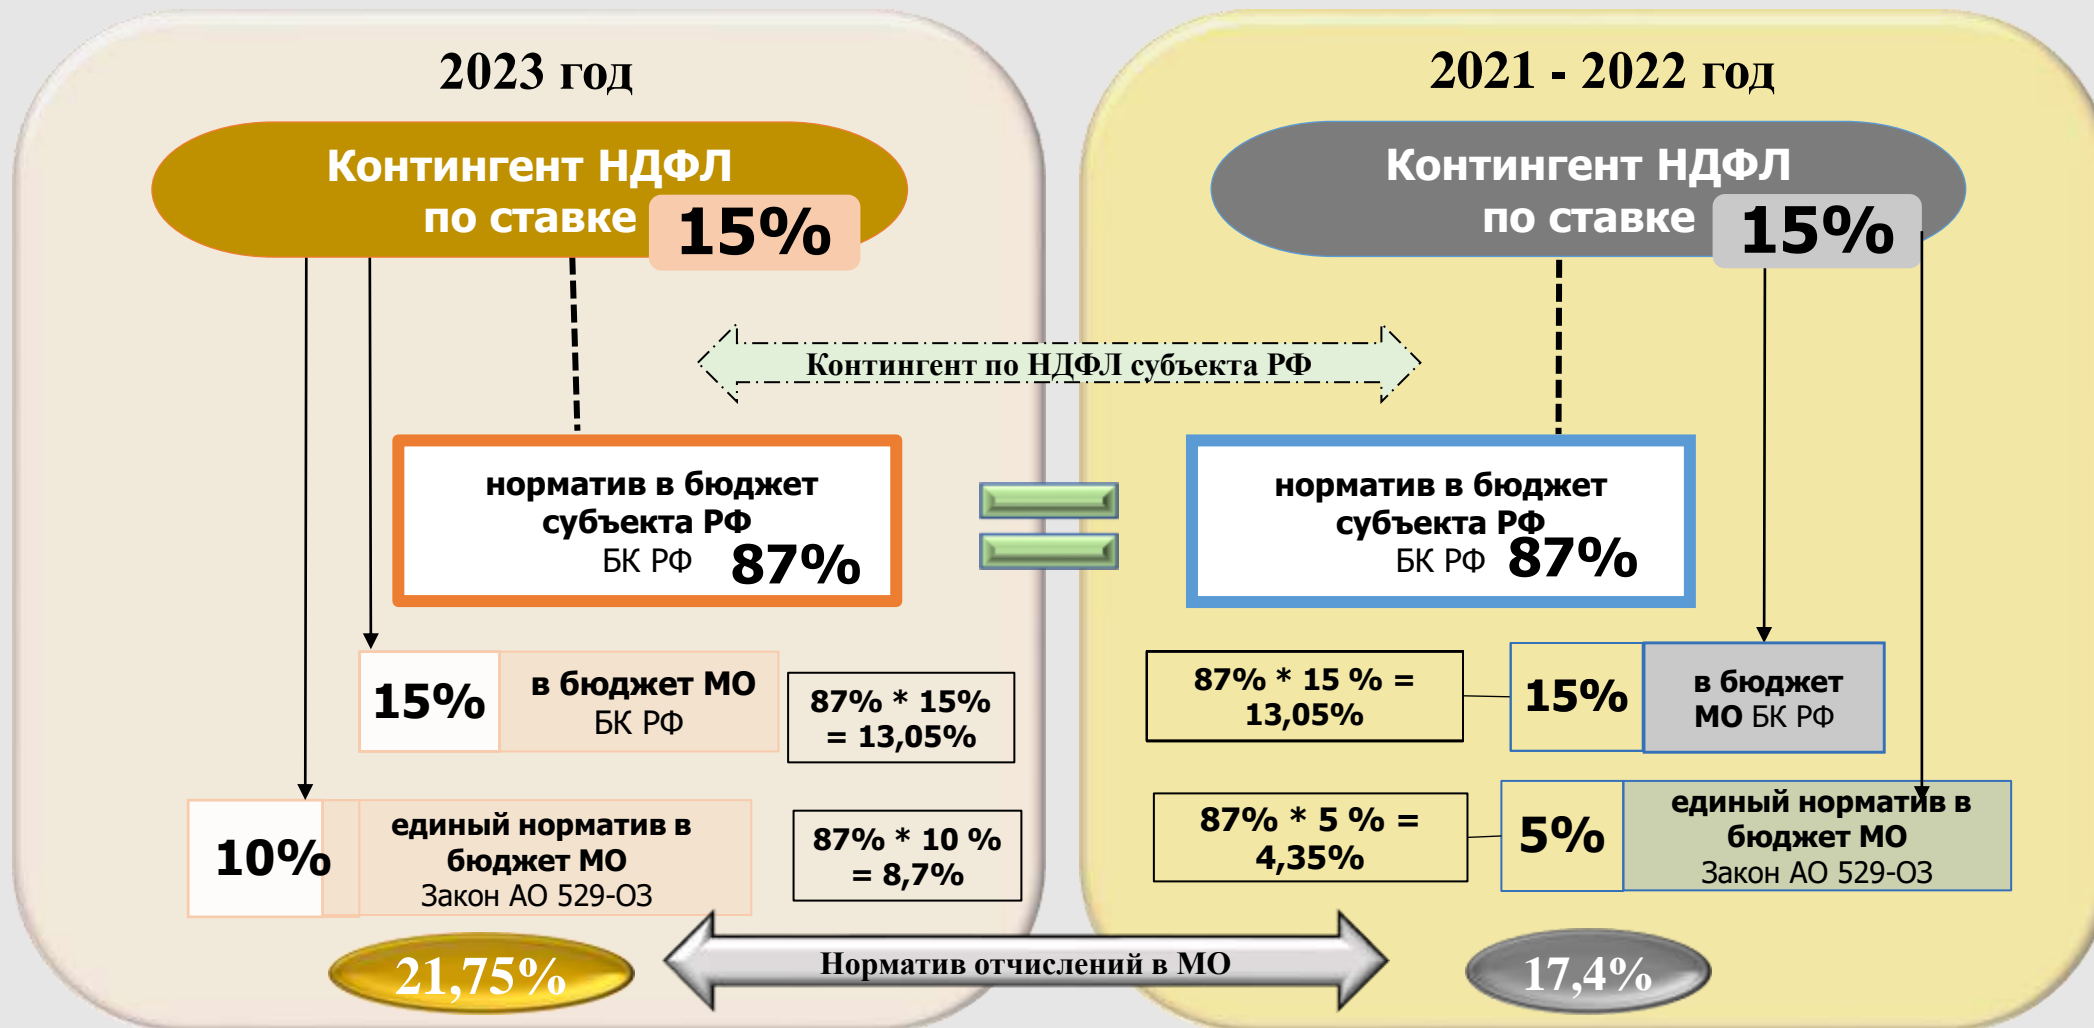 2023 год
Контингент НДФЛ
по ставке 15%
норматив в бюджет
субъекта РФ
БК РФ 87%
15%
в бюджет МО
БК РФ
87% * 15%
= 13,05%
10%
единый норматив в
бюджет МО
Закон АО 529-ОЗ
87% * 10 %
= 8,7%
21,75%
Контингент по НДФЛ субъекта РФ
Норматив отчислений в МО
2021 - 2022 год
Контингент НДФЛ
по ставке 15%
норматив в бюджет
субъекта РФ
БК РФ 87%
87% * 15 % =
13,05%
15%
в бюджет
МО БК РФ
87% * 5 % =
4,35%
5%
единый норматив в
бюджет МО
Закон АО 529-ОЗ
17,4%